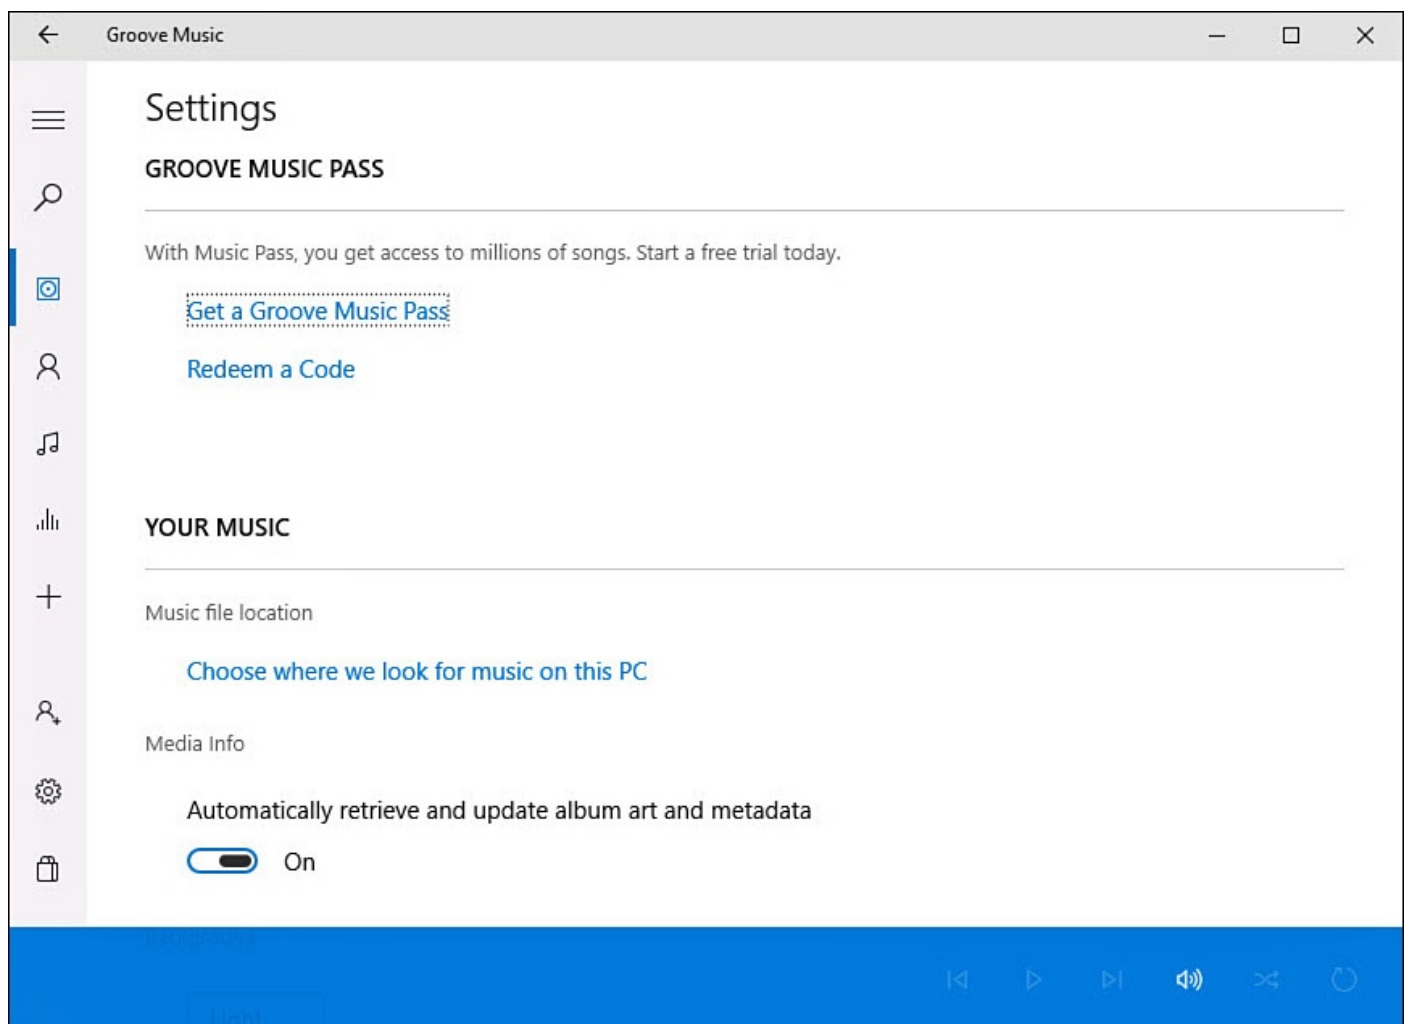 Groove Music
Settings
GROOVE MUSIC PASS
With Music Pass, you get access to millions of songs. Start a free trial today.
Get a Groove Music Pass
Redeem a Code
YOUR MUSIC
Music file location
Choose where we look for music on this PC
Media Info
Automatically retrieve and update album art and metadata
On
Background
Light